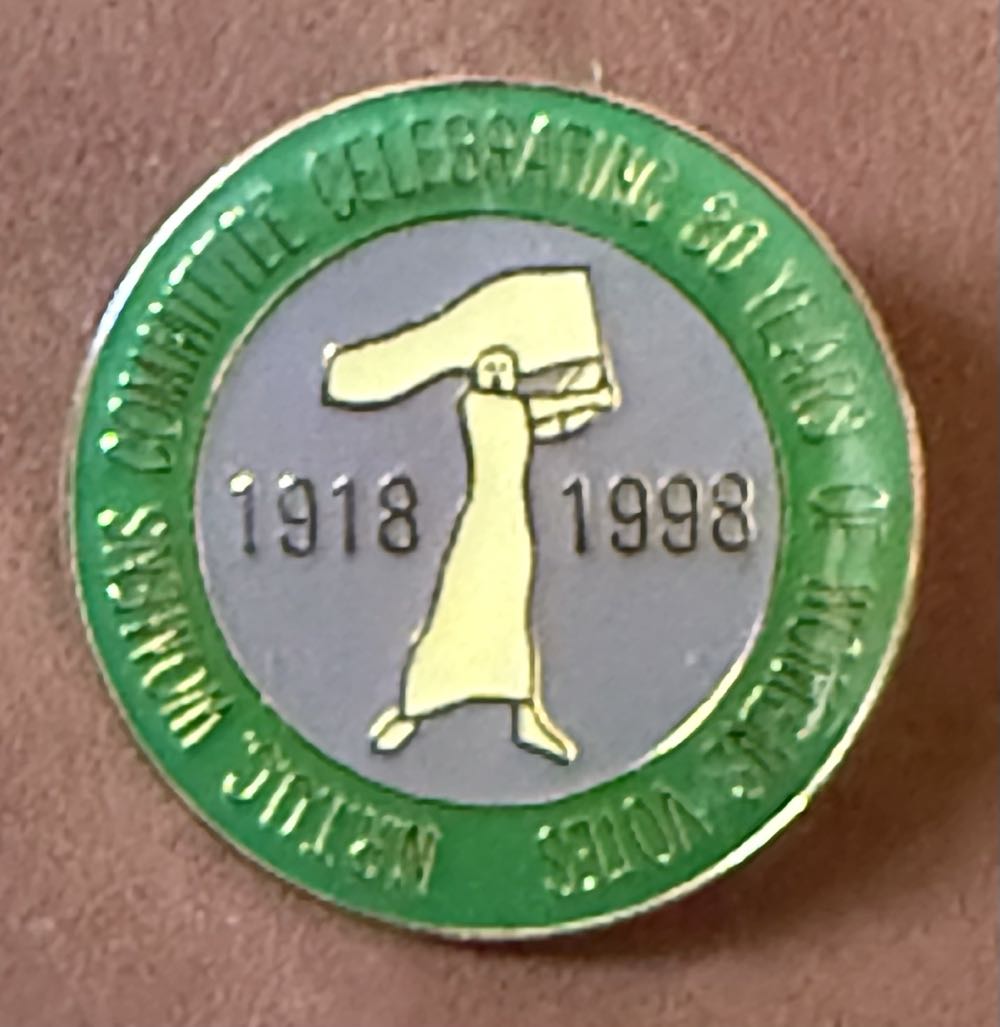 WOMENS COMMITTEE CELEBRATING 80 YEARS OF WOMENS VOTES
1918 1998